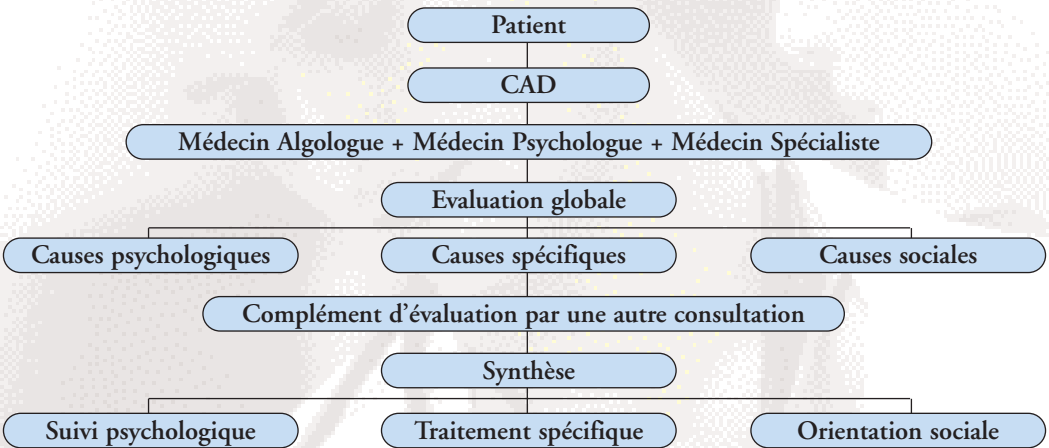 Patient
CAD
Médecin Algologue + Médecin Psychologue + Médecin Spécialiste
Evaluation globale
Causes psychologiques
Causes spécifiques
Causes sociales
Complément d'évaluation par une autre consultation
Synthèse
Suivi psychologique
Traitement spécifique
Orientation sociale